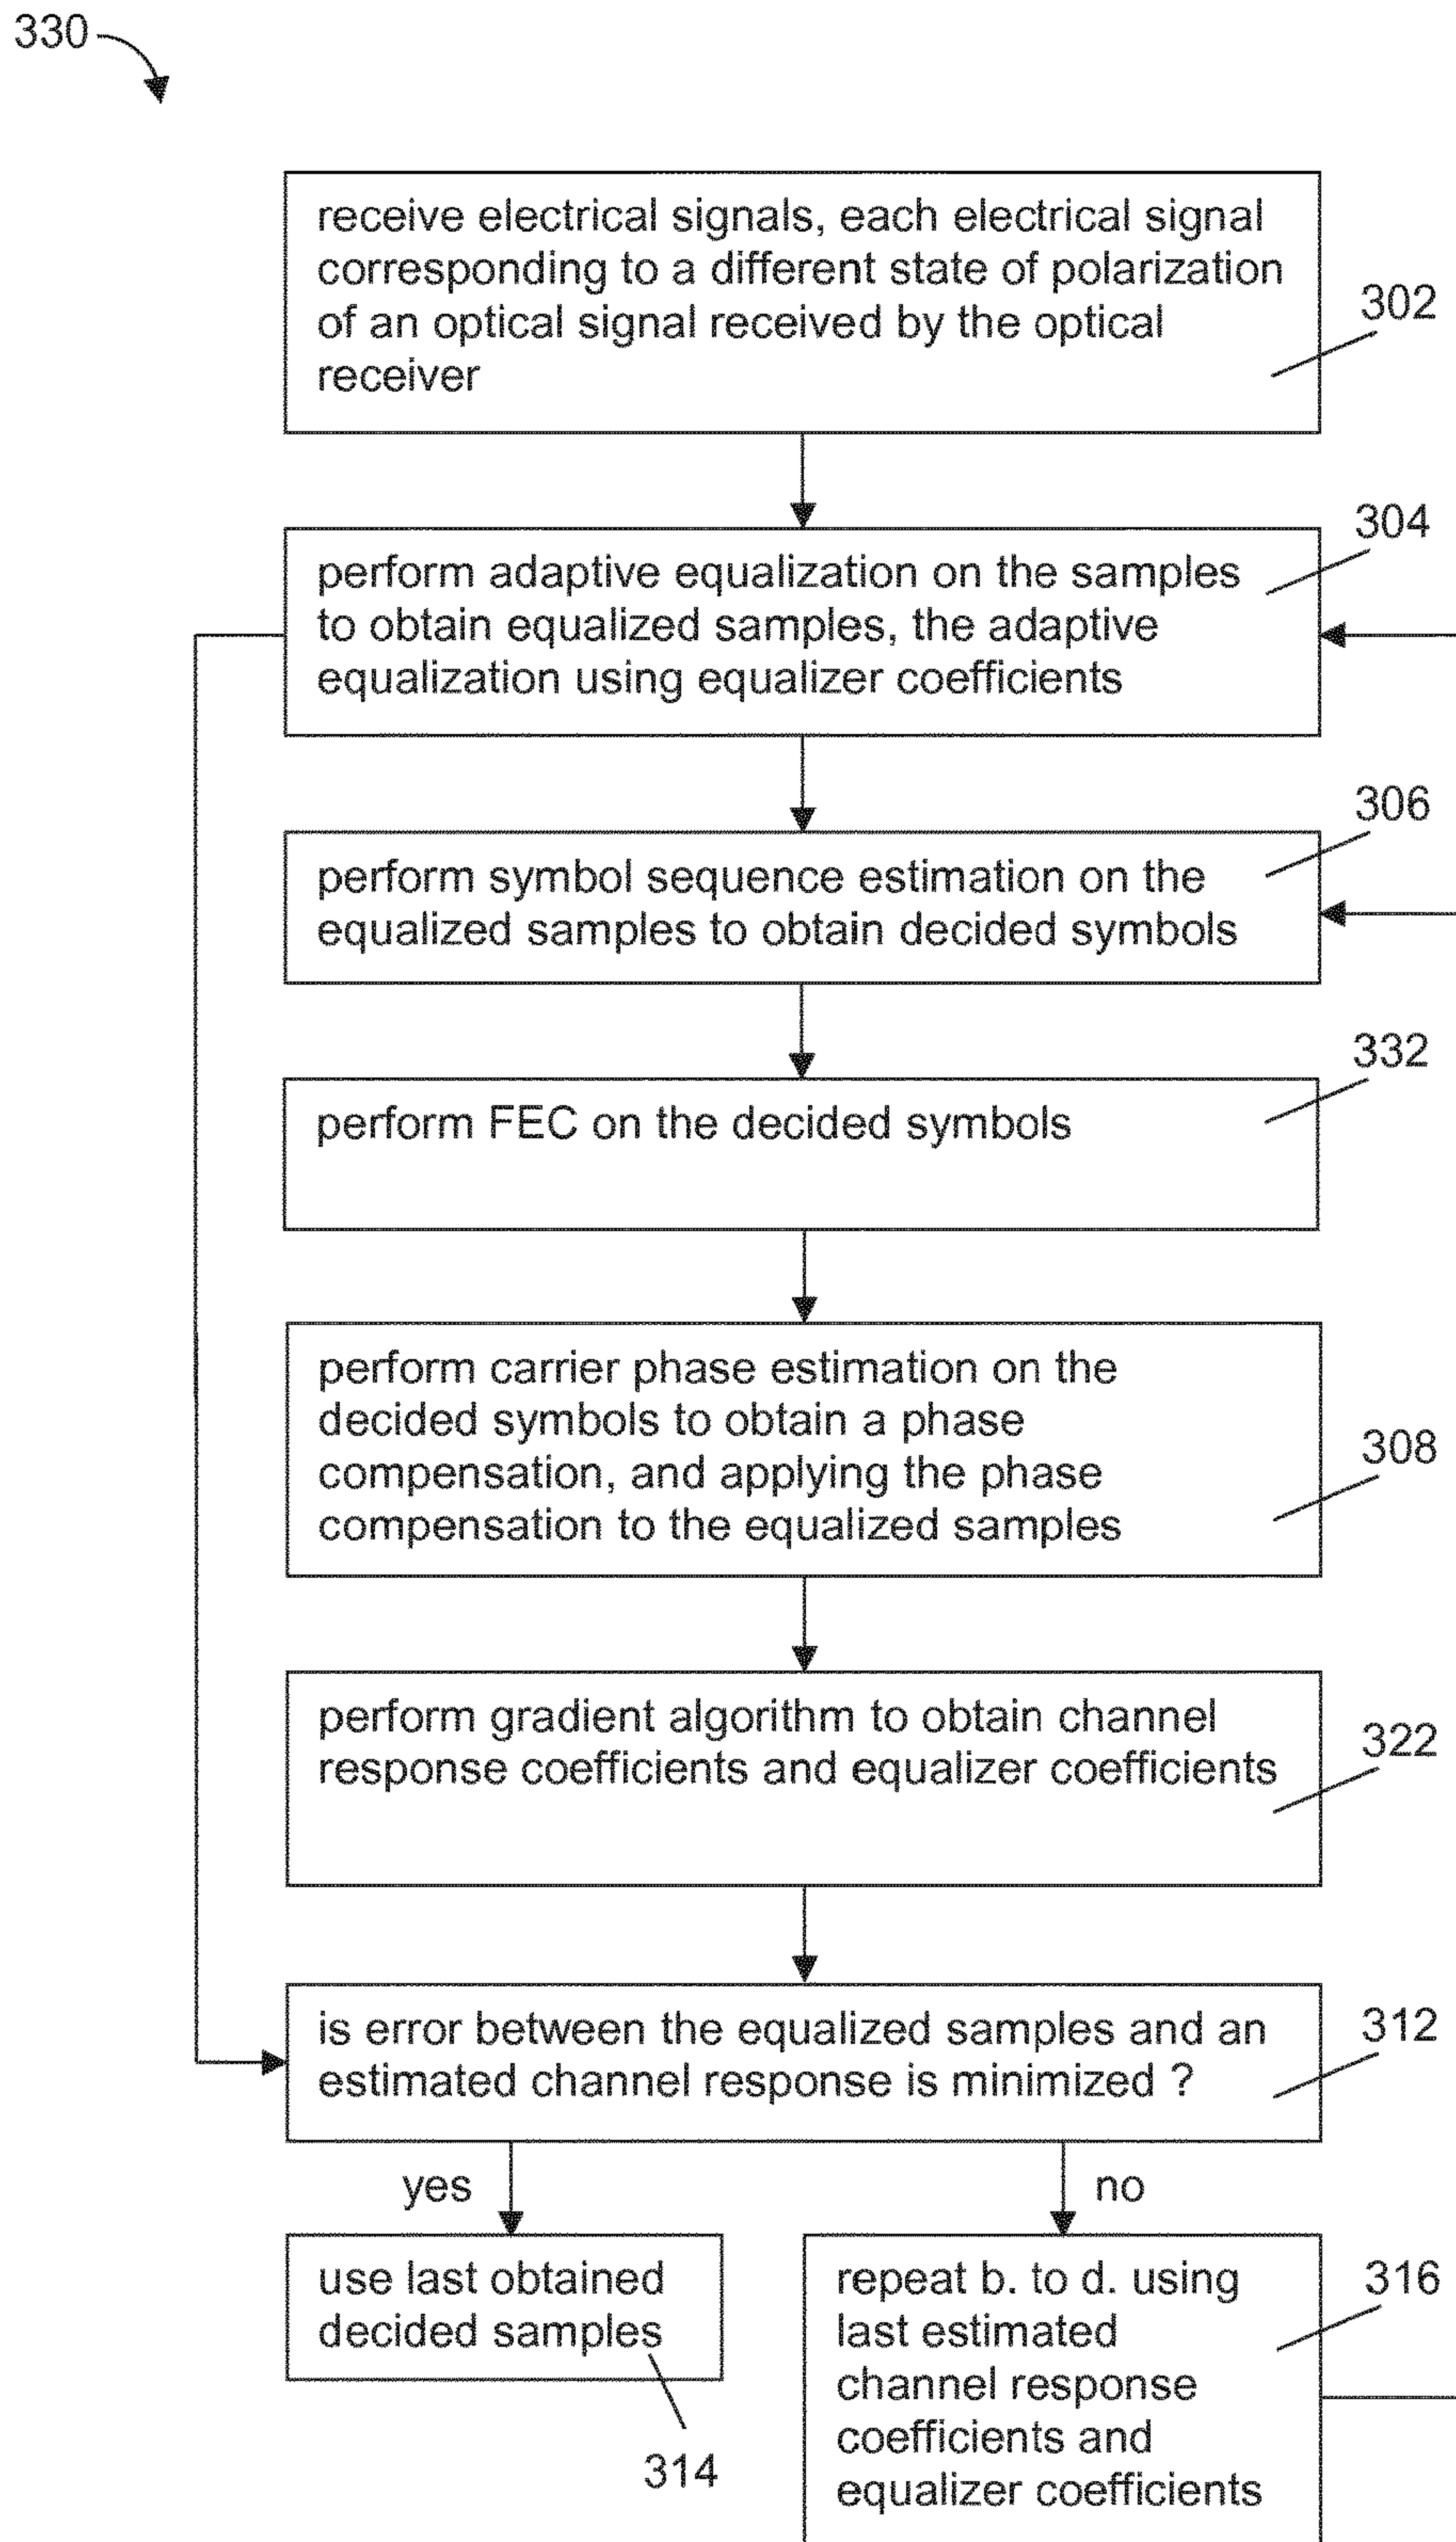 330
receive electrical signals, each electrical signal
corresponding to a different state of polarization
of an optical signal received by the optical
receiver
302
perform adaptive equalization on the samples
to obtain equalized samples, the adaptive
equalization using equalizer coefficients
304
perform symbol sequence estimation on the
equalized samples to obtain decided symbols
306
perform FEC on the decided symbols
332
perform carrier phase estimation on the
decided symbols to obtain a phase
compensation, and applying the phase
compensation to the equalized samples
308
perform gradient algorithm to obtain channel
response coefficients and equalizer coefficients
322
is error between the equalized samples and an
estimated channel response is minimized ?
312
yes
no
use last obtained
decided samples
314
repeat b. to d. using
last estimated
channel response
coefficients and
equalizer coefficients
316